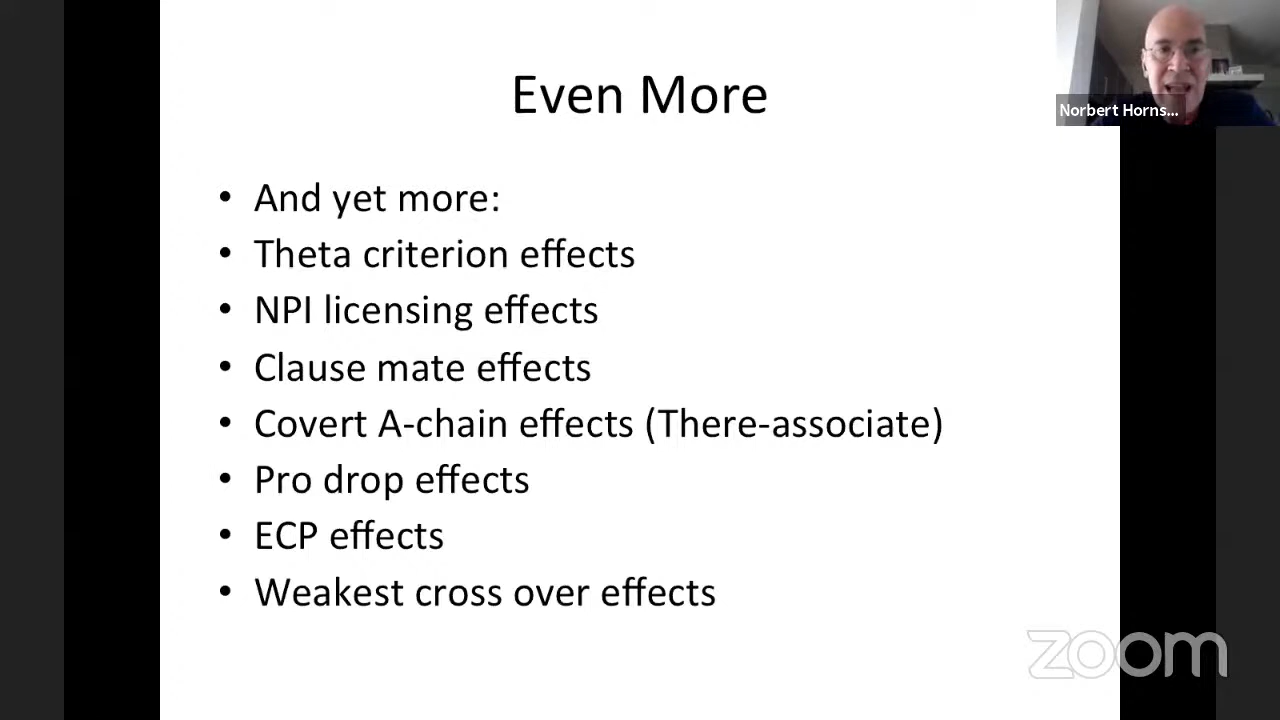 Even More
Norbert Horns...
• And yet more:
• Theta criterion effects
• NPI licensing effects
• Clause mate effects
• Covert A-chain effects (There-associate)
• Pro drop effects
• ECP effects
• Weakest cross over effects
zoom